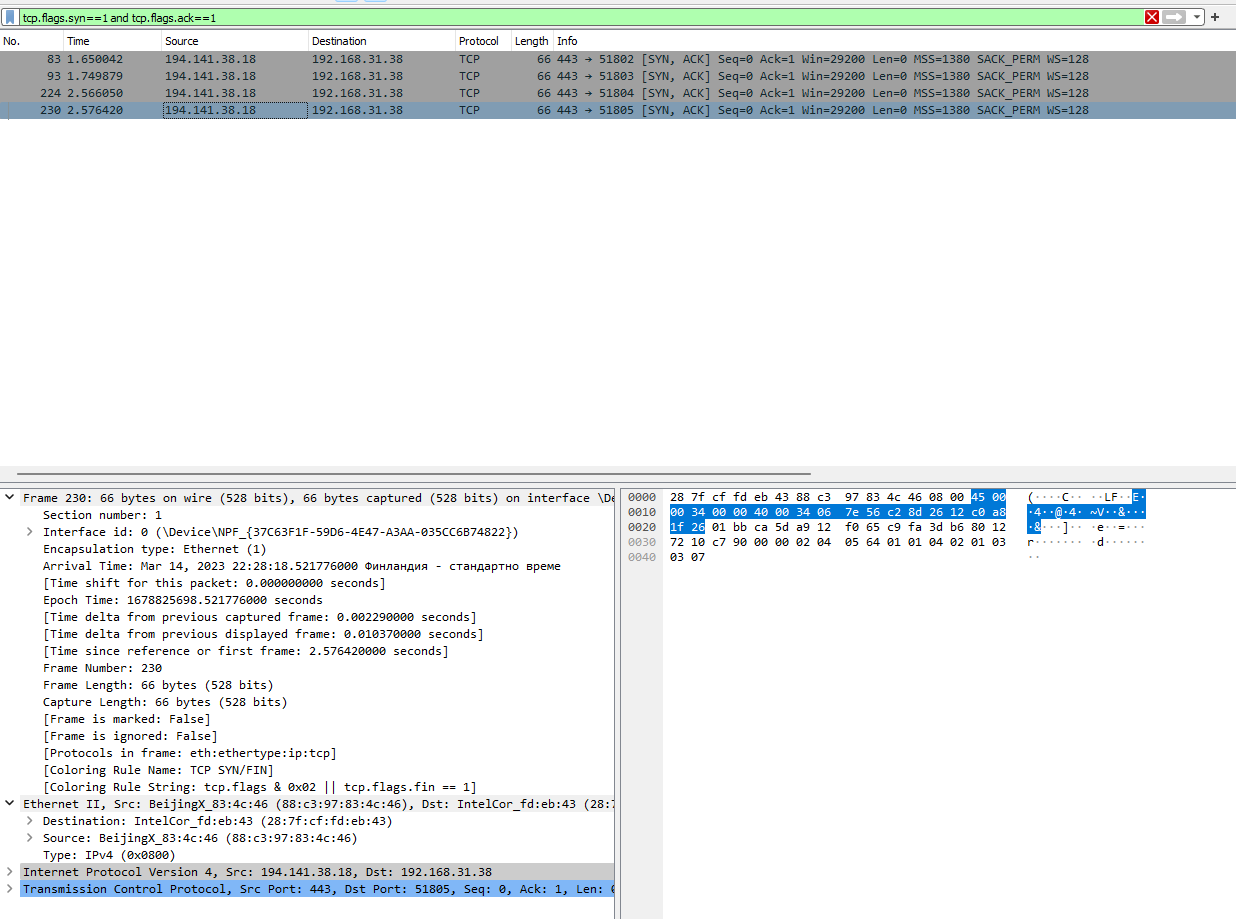 tcp.flags.syn==1 and tcp.flags.ack==1
No. Time Source Destination Protocol Length Info
83 1.650042 194.141.38.18 192.168.31.38 TCP 66 443 → 51802 [SYN, ACK] Seq=0 Ack=1 Win=29200 Len=0 MSS=1380 SACK_PERM WS=128
93 1.749879 194.141.38.18 192.168.31.38 TCP 66 443 → 51803 [SYN, ACK] Seq=0 Ack=1 Win=29200 Len=0 MSS=1380 SACK_PERM WS=128
224 2.566050 194.141.38.18 192.168.31.38 TCP 66 443 → 51804 [SYN, ACK] Seq=0 Ack=1 Win=29200 Len=0 MSS=1380 SACK_PERM WS=128
230 2.576420 194.141.38.18 192.168.31.38 TCP 66 443 → 51805 [SYN, ACK] Seq=0 Ack=1 Win=29200 Len=0 MSS=1380 SACK_PERM WS=128
Frame 230: 66 bytes on wire (528 bits), 66 bytes captured (528 bits) on interface \De
Section number: 1
Interface id: 0 (\Device\NPF_{37C63F1F-59D6-4E47-A3AA-035CC6B74822})
Encapsulation type: Ethernet (1)
Arrival Time: Mar 14, 2023 22:28:18.521776000 Финландия - стандартно време
[Time shift for this packet: 0.000000000 seconds]
Epoch Time: 1678825698.521776000 seconds
[Time delta from previous captured frame: 0.002290000 seconds]
[Time delta from previous displayed frame: 0.010370000 seconds]
[Time since reference or first frame: 2.576420000 seconds]
Frame Number: 230
Frame Length: 66 bytes (528 bits)
Capture Length: 66 bytes (528 bits)
[Frame is marked: False]
[Frame is ignored: False]
[Protocols in frame: eth:ethertype:ip:tcp]
[Coloring Rule Name: TCP SYN/FIN]
[Coloring Rule String: tcp.flags & 0x02 || tcp.flags.fin == 1]
Ethernet II, Src: BeijingX_83:4c:46 (88:c3:97:83:4c:46), Dst: IntelCor_fd:eb:43 (28:7
Destination: IntelCor_fd:eb:43 (28:7f:cf:fd:eb:43)
Source: BeijingX_83:4c:46 (88:c3:97:83:4c:46)
Type: IPv4 (0x0800)
Internet Protocol Version 4, Src: 194.141.38.18, Dst: 192.168.31.38
Transmission Control Protocol, Src Port: 443, Dst Port: 51805, Seq: 0, Ack: 1, Len:
0000 28 7f cf fd eb 43 88 c3 97 83 4c 46 08 00 45 00 (····C·· ··LF··E·
0010 00 34 00 00 40 00 34 06 7e 56 c2 8d 26 12 c0 a8 ·4··@·4· ~V··&···
0020 1f 26 01 bb ca 5d a9 12 f0 65 c9 fa 3d b6 80 12 ·&···]·· ·e··=···
0030 72 10 c7 90 00 00 02 04 05 64 01 01 04 02 01 03 r······· ·d······
0040 03 07 ··